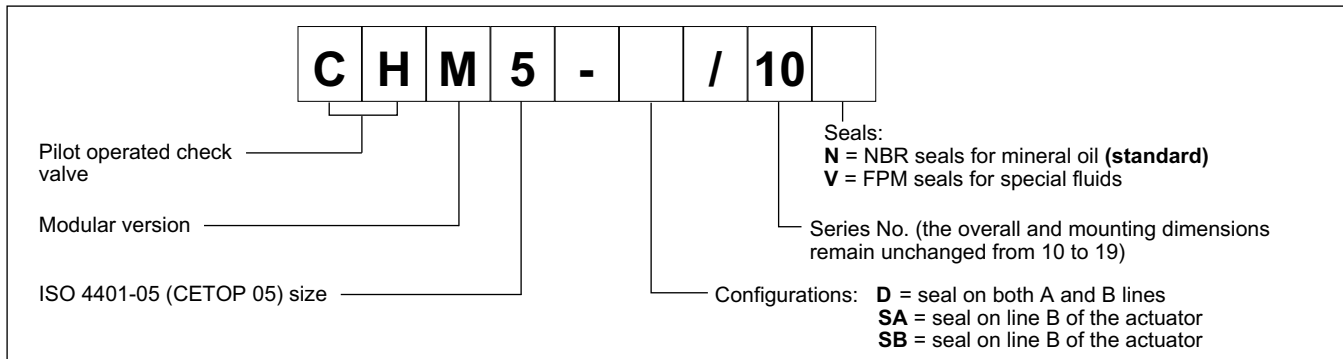 C H M 5 - / 10
Pilot operated check
valve
Modular version
ISO 4401-05 (CETOP 05) size
Seals:
N = NBR seals for mineral oil (standard)
V = FPM seals for special fluids
Series No. (the overall and mounting dimensions
remain unchanged from 10 to 19)
Configurations: D = seal on both A and B lines
SA = seal on line B of the actuator
SB = seal on line B of the actuator